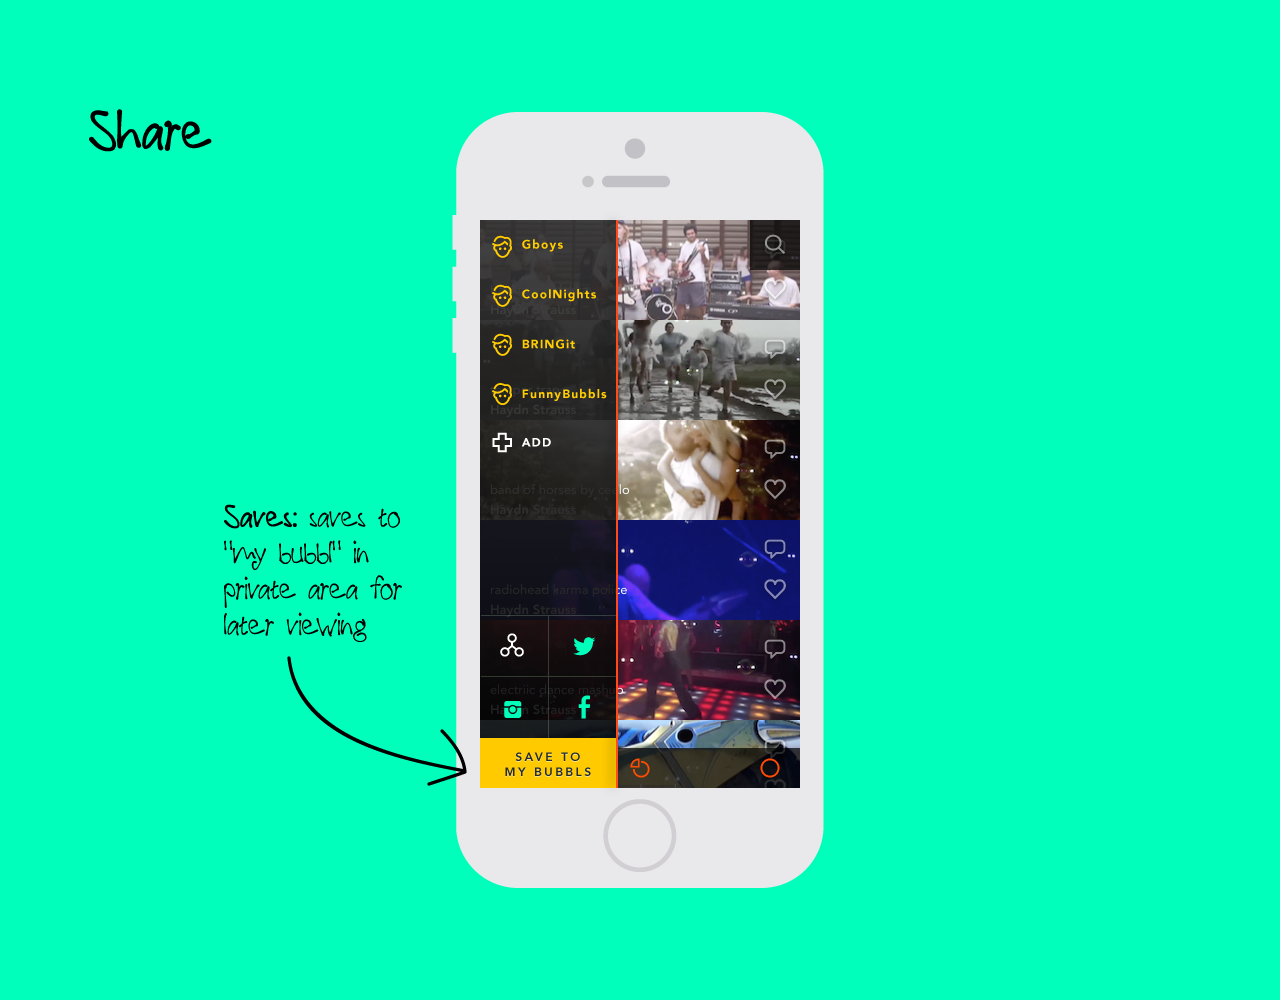 Share
Gboys
CoolNights
Haydn Strauss
BRINGit
FunnyBubbls
Haydn Strauss
ADD
band of horses by cello
Haydn Strauss
Saves: saves to
"my bubbl" in
private area for
later viewing
radiohead karma police
Haydn Strauss
electriic dance mashup
Haydn Strauss
SAVE TO
MY BUBBLS